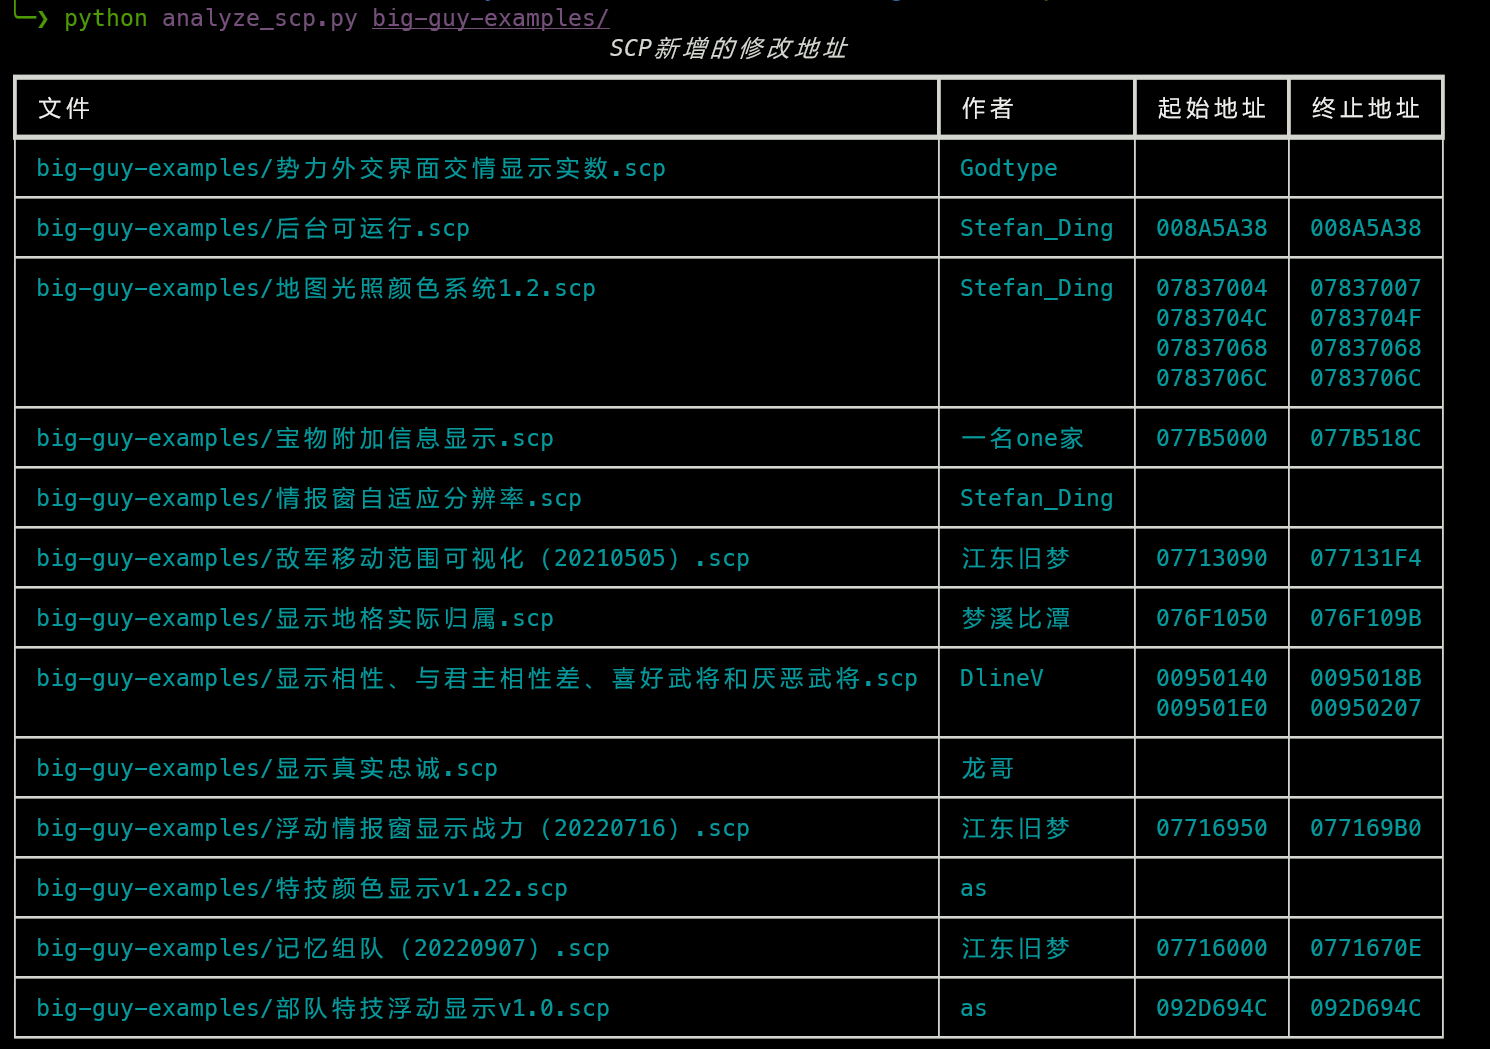 ╰─❯ python analyze_scp.py big-guy-examples/
SCP新增的修改地址
文件 作者 起始地址 终止地址
big-guy-examples/势力外交界面交情显示实数.scp Godtype
big-guy-examples/后台可运行.scp Stefan_Ding 008A5A38 008A5A38
big-guy-examples/地图光照颜色系统1.2.scp Stefan_Ding 07837004 07837007
0783704C 0783704F
07837068 07837068
0783706C 0783706C
big-guy-examples/宝物附加信息显示.scp 一名one家 077B5000 077B518C
big-guy-examples/情报窗自适应分辨率.scp Stefan_Ding
big-guy-examples/敌军移动范围可视化（20210505）.scp 江东旧梦 07713090 077131F4
big-guy-examples/显示地格实际归属.scp 梦溪比潭 076F1050 076F109B
big-guy-examples/显示相性、与君主相性差、喜好武将和厌恶武将.scp DlineV 00950140 0095018B
009501E0 00950207
big-guy-examples/显示真实忠诚.scp 龙哥
big-guy-examples/浮动情报窗显示战力（20220716）.scp 江东旧梦 07716950 077169B0
big-guy-examples/特技颜色显示v1.22.scp as
big-guy-examples/记忆组队（20220907）.scp 江东旧梦 07716000 0771670E
big-guy-examples/部队特技浮动显示v1.0.scp as 092D694C 092D694C